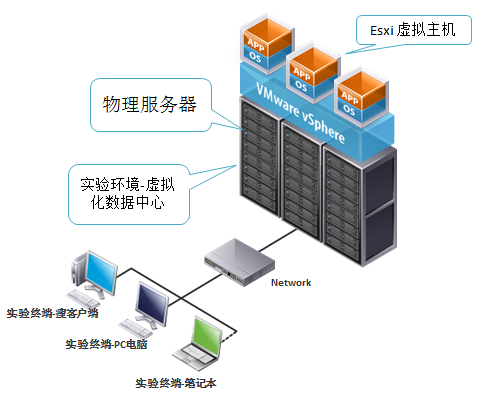 Esxi 虚拟主机
APP
OS
APP
OS
APP
OS
VMware vSphere
物理服务器
实验环境-虚拟
化数据中心
Network
实验终端-瘦客户端
实验终端-PC电脑
实验终端-笔记本